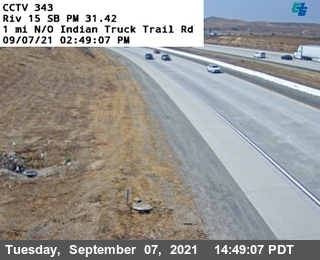 CCTV 343
Riv 15 SB PM 31.42
1 mi N/O Indian Truck Trail Rd
09/07/21 02:49:07 PM
Tuesday, September 07, 2021 14:49:07 PDT